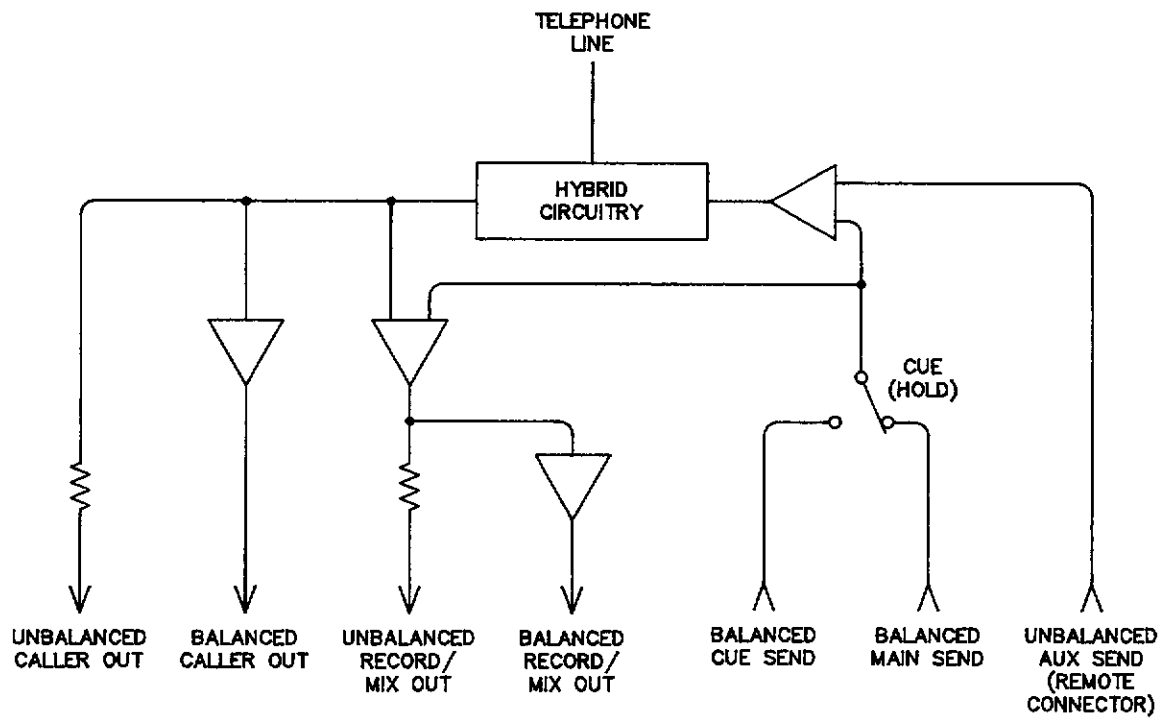 TELEPHONE
LINE
HYBRID
CIRCUITRY
CUE
(HOLD)
UNBALANCED
CALLER OUT
BALANCED
CALLER OUT
UNBALANCED
RECORD/
MIX OUT
BALANCED
RECORD/
MIX OUT
BALANCED
CUE SEND
BALANCED
MAIN SEND
UNBALANCED
AUX SEND
(REMOTE
CONNECTOR)